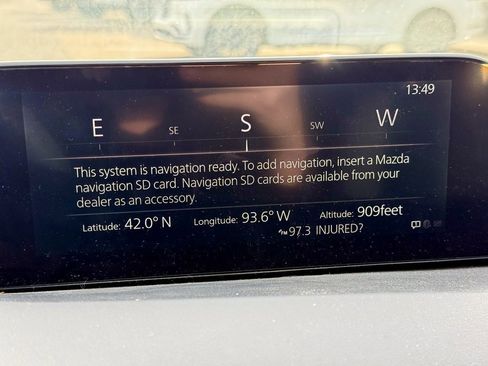 13:49
E SE S SW W
This system is navigation ready. To add navigation, insert a Mazda
navigation SD card. Navigation SD cards are available from your
dealer as an accessory.
Latitude: 42.0° N Longitude: 93.6° W Altitude: 909feet
FM 97.3 INJURED?